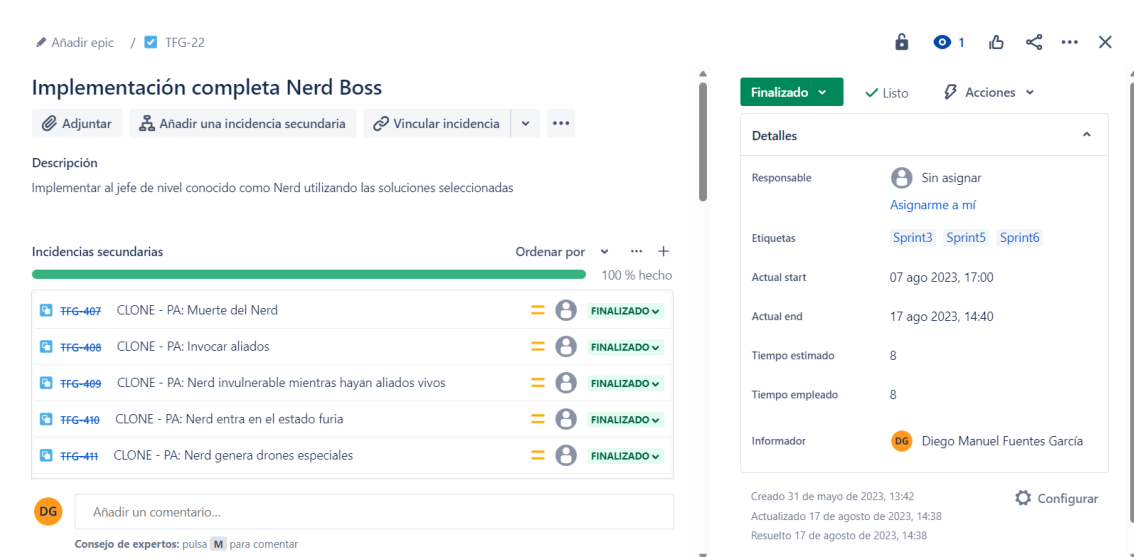 Añadir epic / TFG-22
1
Implementación completa Nerd Boss
Adjuntar Añadir una incidencia secundaria Vincular incidencia
Descripción
Implementar al jefe de nivel conocido como Nerd utilizando las soluciones seleccionadas
Incidencias secundarias Ordenar por
100 % hecho
TFG-407 CLONE - PA: Muerte del Nerd FINALIZADO
TFG-408 CLONE - PA: Invocar aliados FINALIZADO
TFG-409 CLONE - PA: Nerd invulnerable mientras hayan aliados vivos FINALIZADO
TFG-410 CLONE - PA: Nerd entra en el estado furia FINALIZADO
TFG-411 CLONE - PA: Nerd genera drones especiales FINALIZADO
DG Añadir un comentario...
Consejo de expertos: pulsa M para comentar
Finalizado Listo Acciones
Detalles
Responsable Sin asignar
Asignarme a mí
Etiquetas Sprint3 Sprint5 Sprint6
Actual start 07 ago 2023, 17:00
Actual end 17 ago 2023, 14:40
Tiempo estimado 8
Tiempo empleado 8
Informador DG Diego Manuel Fuentes García
Creado 31 de mayo de 2023, 13:42 Configurar
Actualizado 17 de agosto de 2023, 14:38
Resuelto 17 de agosto de 2023, 14:38